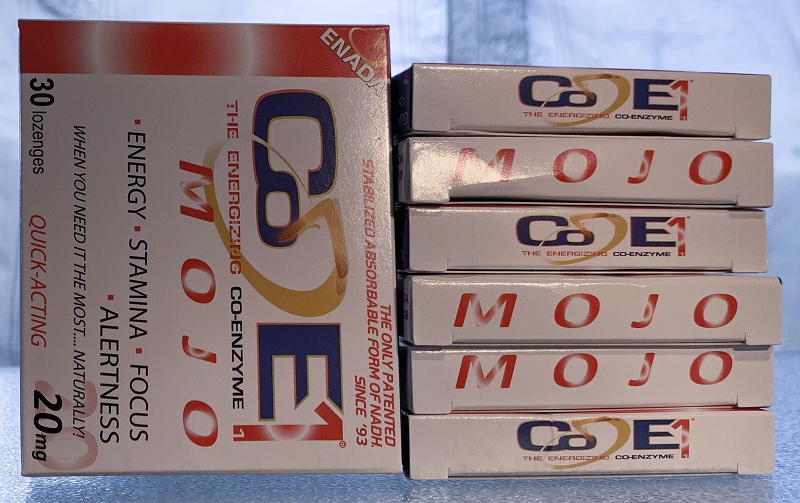 ENADA
THE ONLY PATENTED
STABILIZED ABSORBABLE FORM OF NADH.
SINCE '93
CoE1®
THE ENERGIZING CO-ENZYME 1
MOJO
• ENERGY • STAMINA • FOCUS
• ALERTNESS
WHEN YOU NEED IT THE MOST.... NATURALLY!
QUICK-ACTING
30 lozenges
20mg
CoE1
THE ENERGIZING CO-ENZYME
MOJO
CoE1
THE ENERGIZING CO-ENZYME
MOJO
MOJO
CoE1
THE ENERGIZING CO-ENZYME